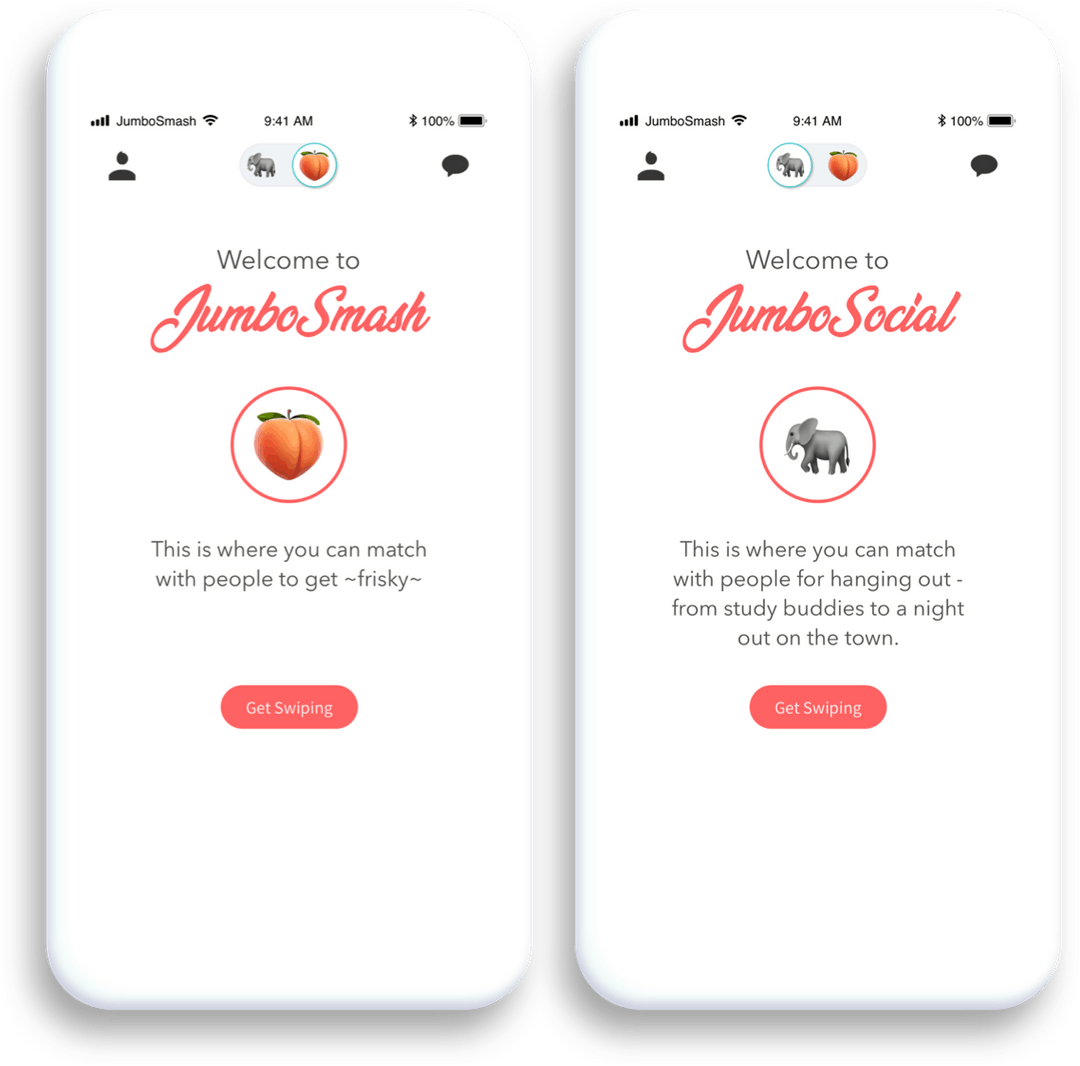 JumboSmash 9:41 AM 100%
Welcome to
JumboSmash
This is where you can match
with people to get ~frisky~
Get Swiping
JumboSmash 9:41 AM 100%
Welcome to
JumboSocial
This is where you can match
with people for hanging out -
from study buddies to a night
out on the town.
Get Swiping